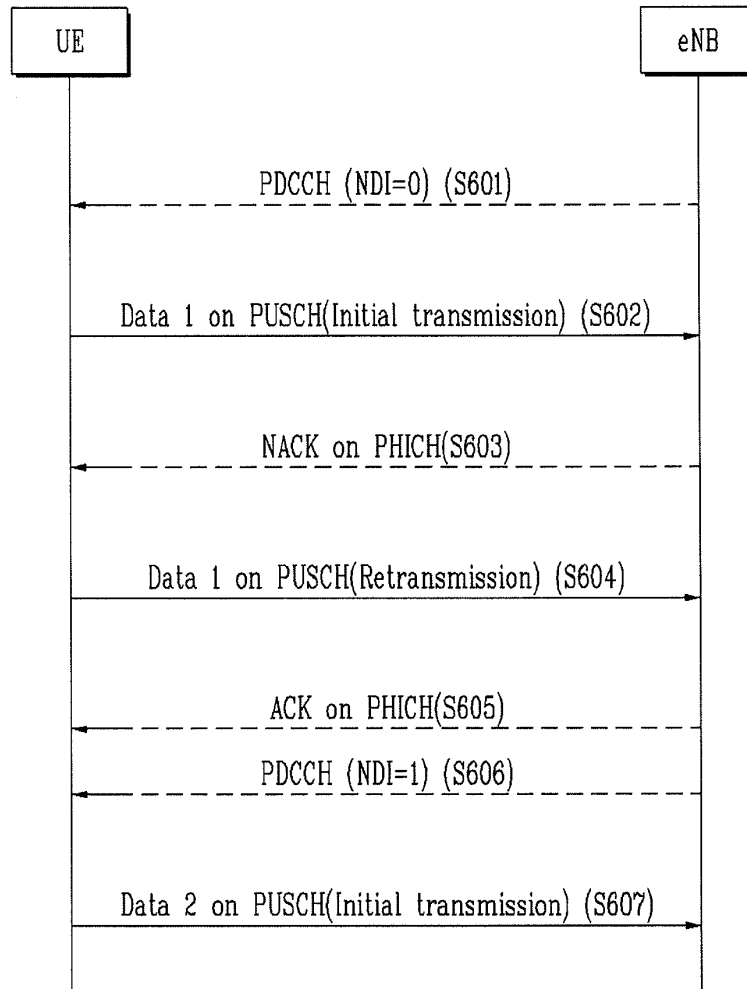 UE
eNB
PDCCH (NDI=0) (S601)
Data 1 on PUSCH(Initial transmission) (S602)
NACK on PHICH(S603)
Data 1 on PUSCH(Retransmission) (S604)
ACK on PHICH(S605)
PDCCH (NDI=1) (S606)
Data 2 on PUSCH(Initial transmission) (S607)